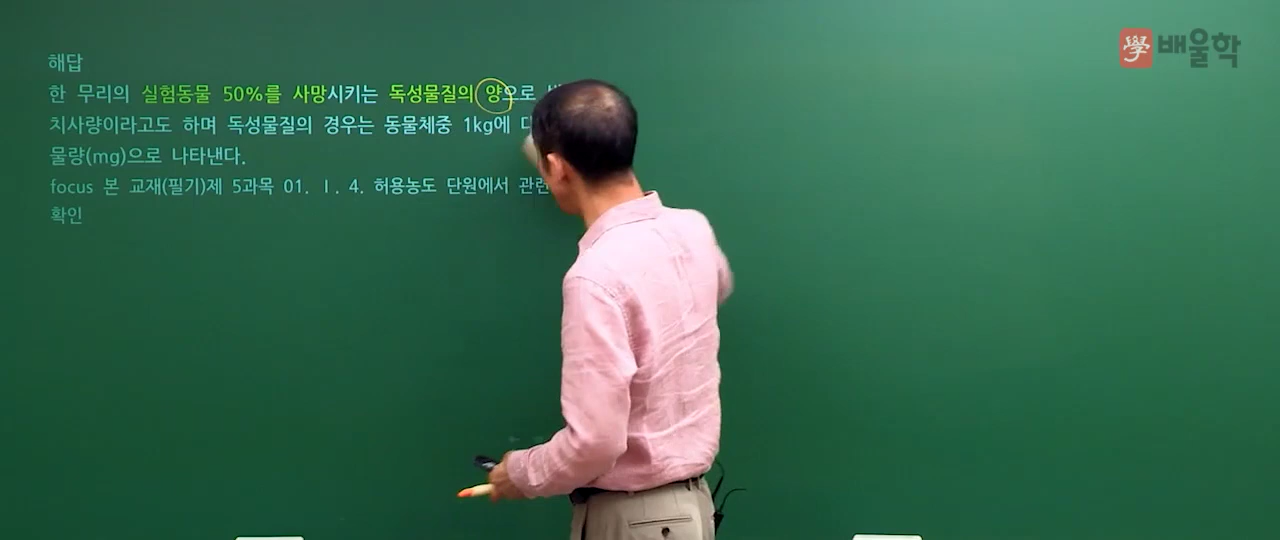 學 배울학
해답
한 무리의 실험동물 50%를 사망시키는 독성물질의 양으로
치사량이라고도 하며 독성물질의 경우는 동물체중 1kg에
물량(mg)으로 나타낸다.
focus 본 교재(필기)제 5과목 01. Ⅰ. 4. 허용농도 단원에서 관련
확인